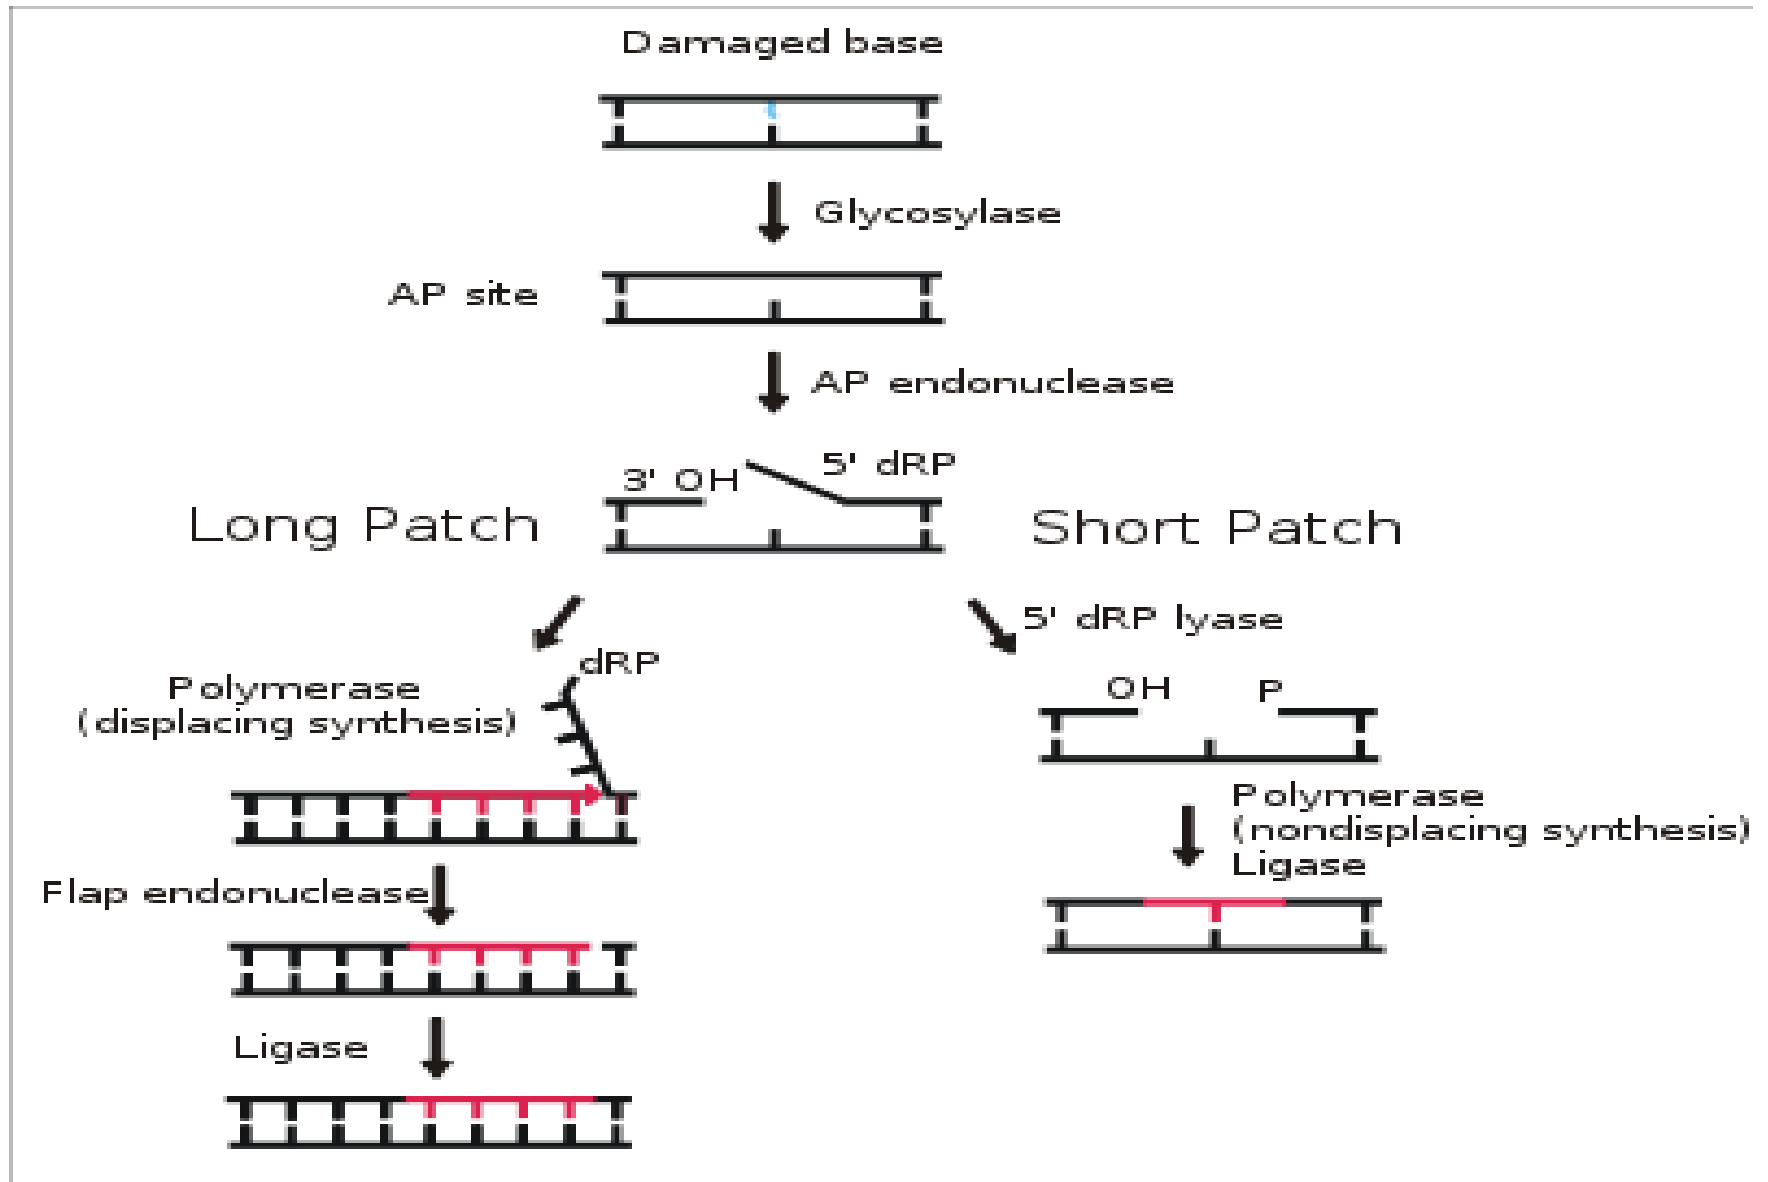 Damaged base
Glycosylase
AP site
AP endonuclease
3' OH
5' dRP
Long Patch
Short Patch
5' dRP lyase
dRP
Polymerase
(displacing synthesis)
OH
P
Polymerase
(nondisplacing synthesis)
Ligase
Flap endonuclease
Ligase